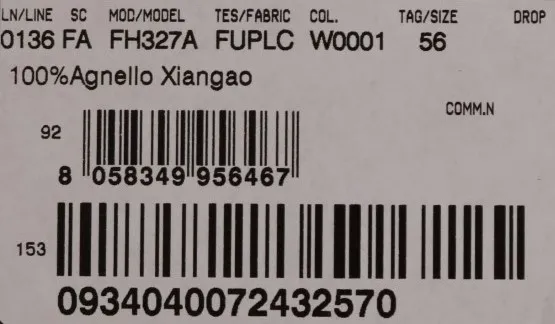 LN/LINE SC MOD/MODEL TES/FABRIC COL. TAG/SIZE DROP
0136 FA FH327A FUPLC W0001 56
100%Agnello Xiangao
COMM.N
92
8 058349 956467
153
0934040072432570